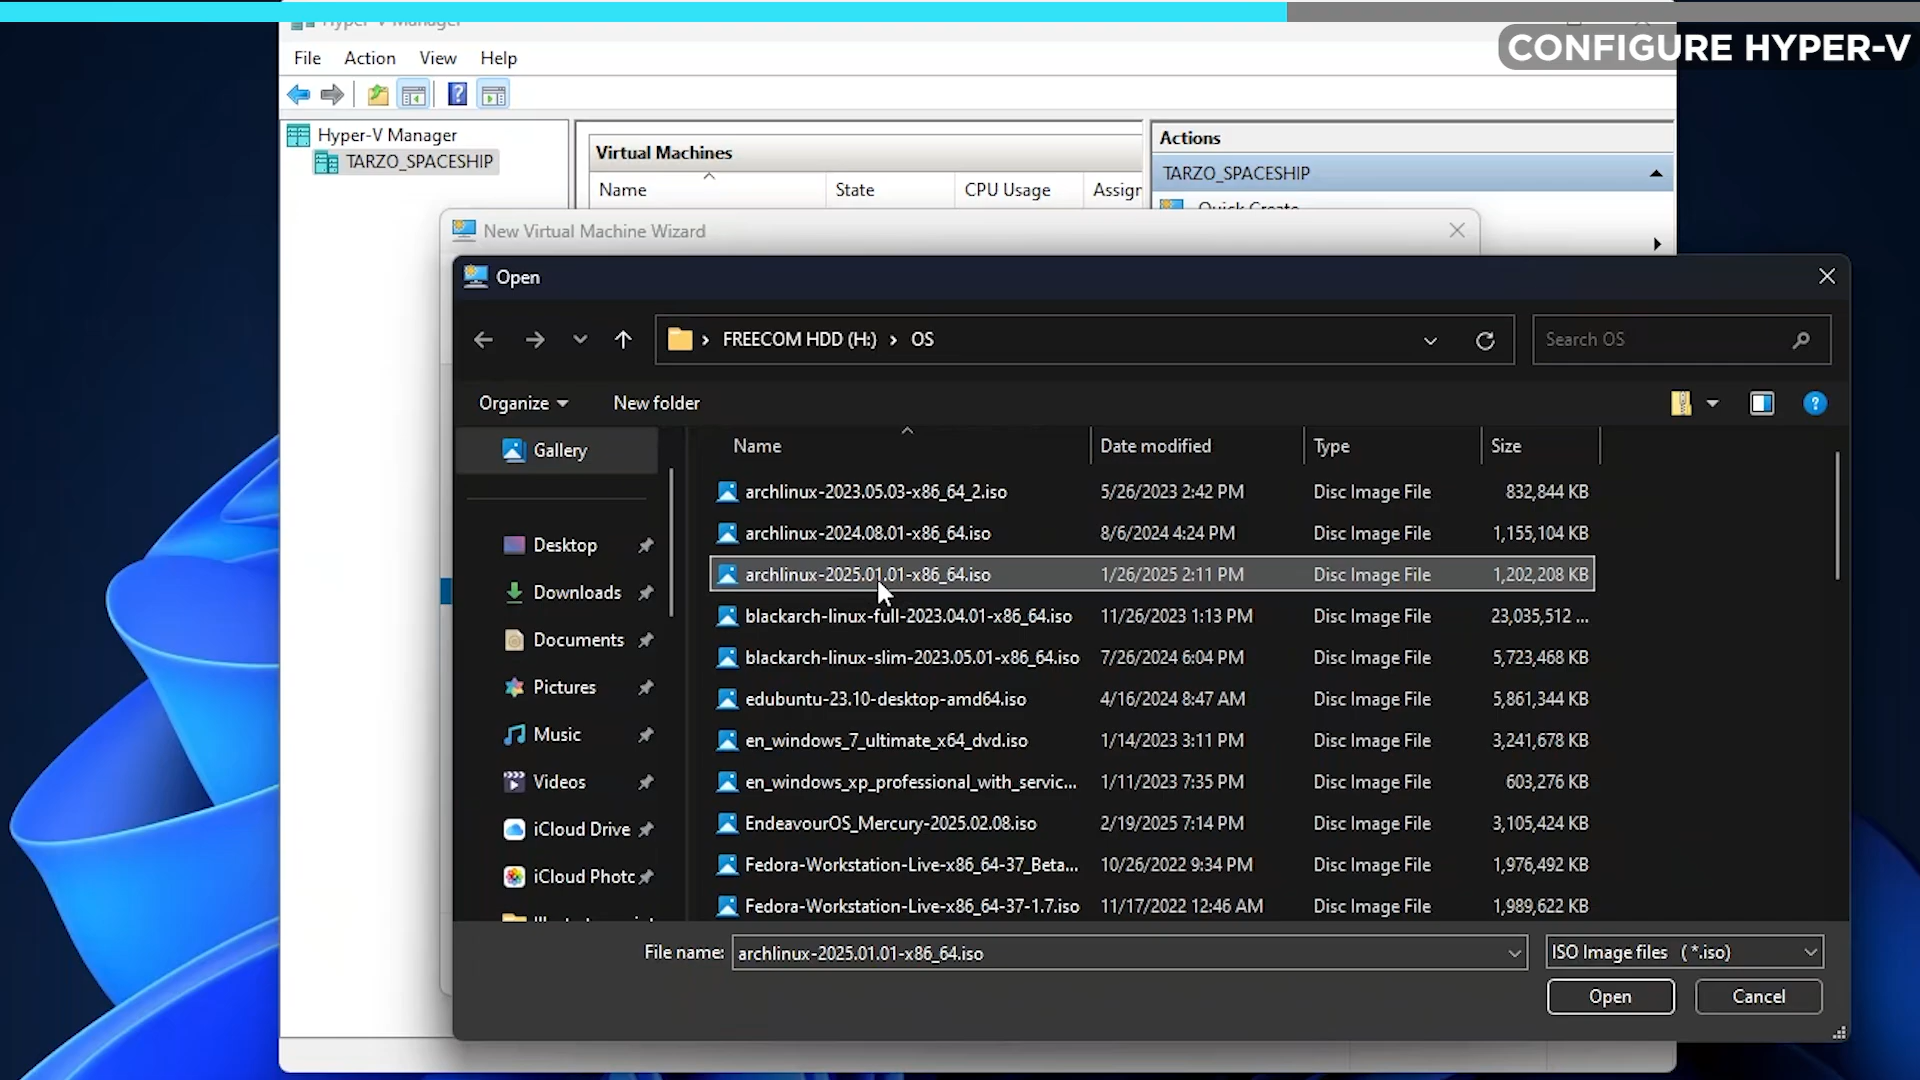 Hyper-V Manager
CONFIGURE HYPER-V
File Action View Help
Hyper-V Manager
TARZO_SPACESHIP
Virtual Machines
Name State CPU Usage Assigr
Actions
TARZO_SPACESHIP
Quick Create
New Virtual Machine Wizard
Open
FREECOM HDD (H:) > OS
Search OS
Organize New folder
Gallery
Desktop
Downloads
Documents
Pictures
Music
Videos
iCloud Drive
iCloud Photo
Name Date modified Type Size
archlinux-2023.05.03-x86_64_2.iso 5/26/2023 2:42 PM Disc Image File 832,844 KB
archlinux-2024.08.01-x86_64.iso 8/6/2024 4:24 PM Disc Image File 1,155,104 KB
archlinux-2025.01.01-x86_64.iso 1/26/2025 2:11 PM Disc Image File 1,202,208 KB
blackarch-linux-full-2023.04.01-x86_64.iso 11/26/2023 1:13 PM Disc Image File 23,035,512 ...
blackarch-linux-slim-2023.05.01-x86_64.iso 7/26/2024 6:04 PM Disc Image File 5,723,468 KB
edubuntu-23.10-desktop-amd64.iso 4/16/2024 8:47 AM Disc Image File 5,861,344 KB
en_windows_7_ultimate_x64_dvd.iso 1/14/2023 3:11 PM Disc Image File 3,241,678 KB
en_windows_xp_professional_with_servic... 1/11/2023 7:35 PM Disc Image File 603,276 KB
EndeavourOS_Mercury-2025.02.08.iso 2/19/2025 7:14 PM Disc Image File 3,105,424 KB
Fedora-Workstation-Live-x86_64-37_Beta... 10/26/2022 9:34 PM Disc Image File 1,976,492 KB
Fedora-Workstation-Live-x86_64-37-1.7.iso 11/17/2022 12:46 AM Disc Image File 1,989,622 KB
File name: archlinux-2025.01.01-x86_64.iso ISO Image files (*.iso)
Open Cancel